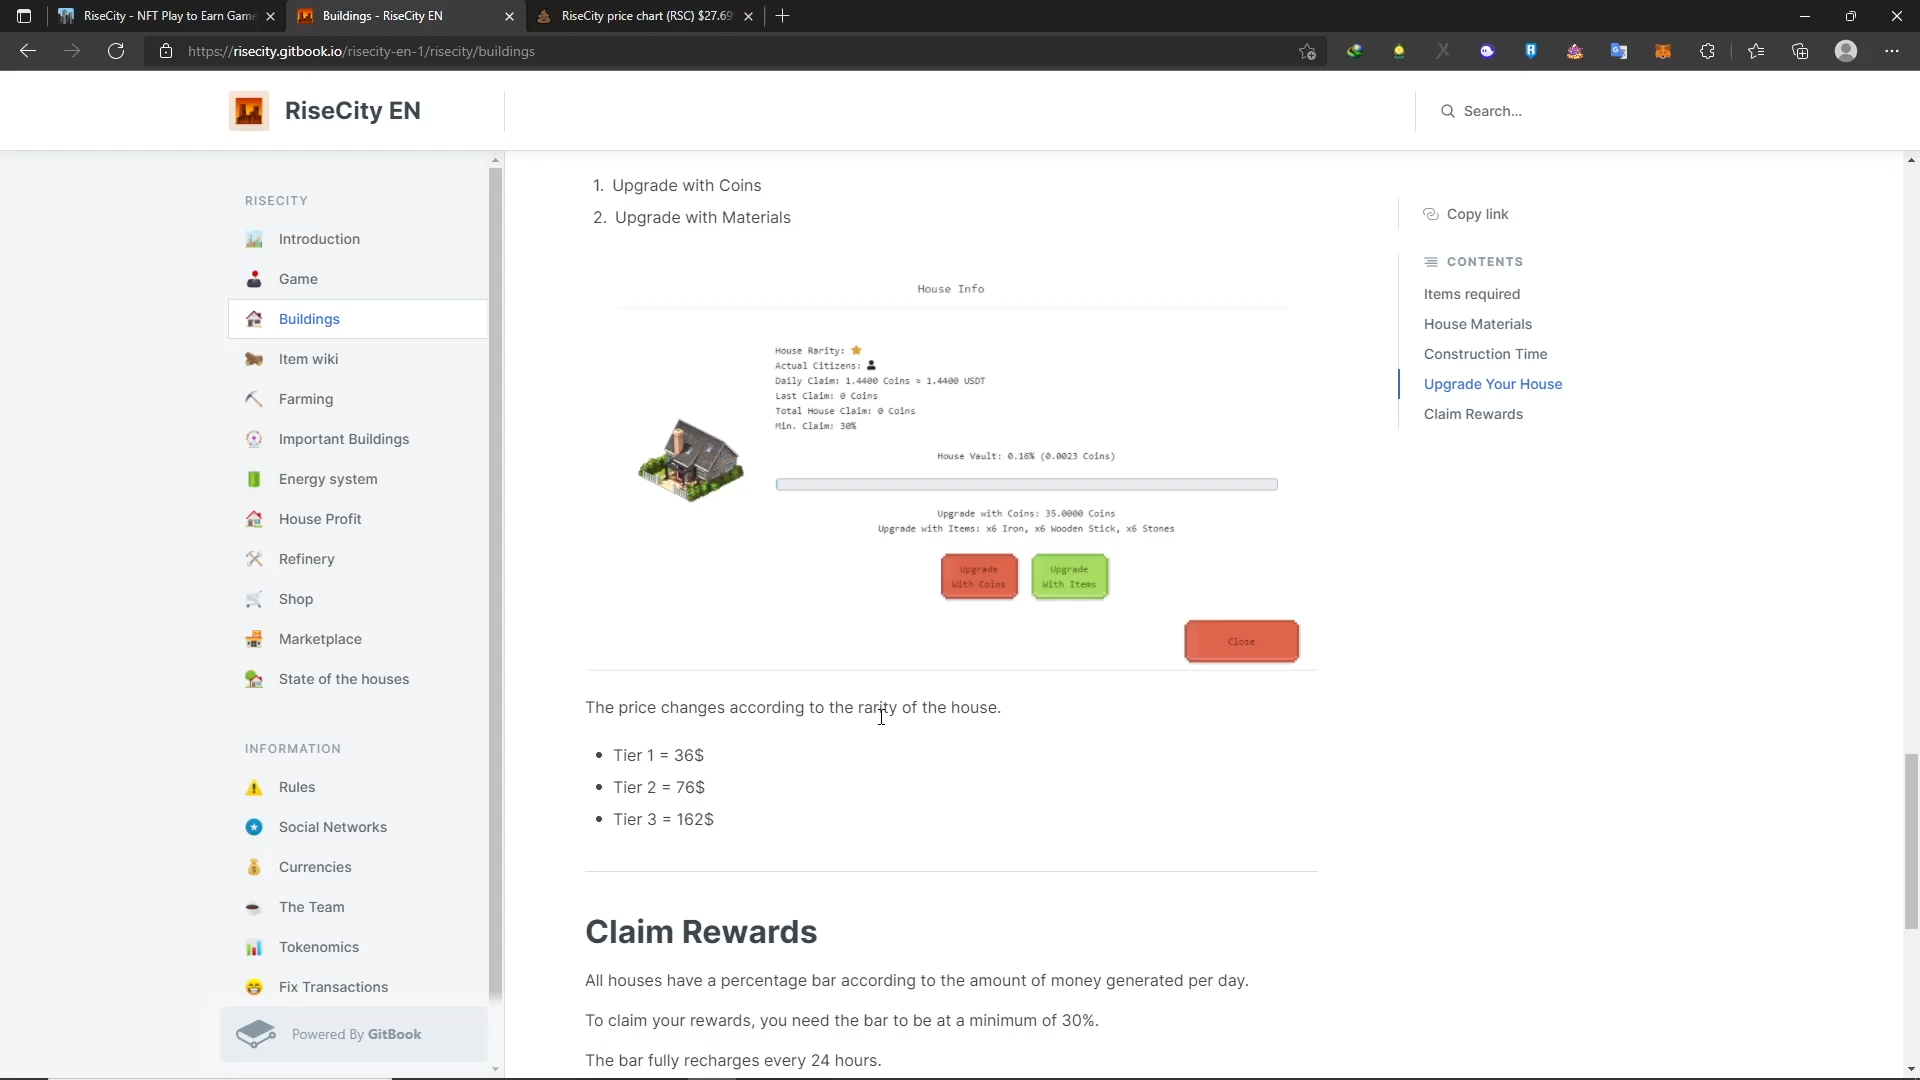 RiseCity - NFT Play to Earn Game
Buildings - RiseCity EN
RiseCity price chart (RSC) $27.69
https://risecity.gitbook.io/risecity-en-1/risecity/buildings
RiseCity EN
Search...
RISECITY
Introduction
Game
Buildings
Item wiki
Farming
Important Buildings
Energy system
House Profit
Refinery
Shop
Marketplace
State of the houses
INFORMATION
Rules
Social Networks
Currencies
The Team
Tokenomics
Fix Transactions
Powered By GitBook
1. Upgrade with Coins
2. Upgrade with Materials
House Info
House Rarity:
Actual Citizens:
Daily Claim: 1.4400 Coins ≈ 1.4400 USDT
Last Claim: 0 Coins
Total House Claim: 0 Coins
Min. Claim: 30%
House Vault: 0.16% (0.0023 Coins)
Upgrade with Coins: 35.0000 Coins
Upgrade with Items: x6 Iron, x6 Wooden Stick, x6 Stones
Upgrade
With Coins
Upgrade
With Items
Close
The price changes according to the rarity of the house.
• Tier 1 = 36$
• Tier 2 = 76$
• Tier 3 = 162$
Claim Rewards
All houses have a percentage bar according to the amount of money generated per day.
To claim your rewards, you need the bar to be at a minimum of 30%.
The bar fully recharges every 24 hours.
Copy link
CONTENTS
Items required
House Materials
Construction Time
Upgrade Your House
Claim Rewards